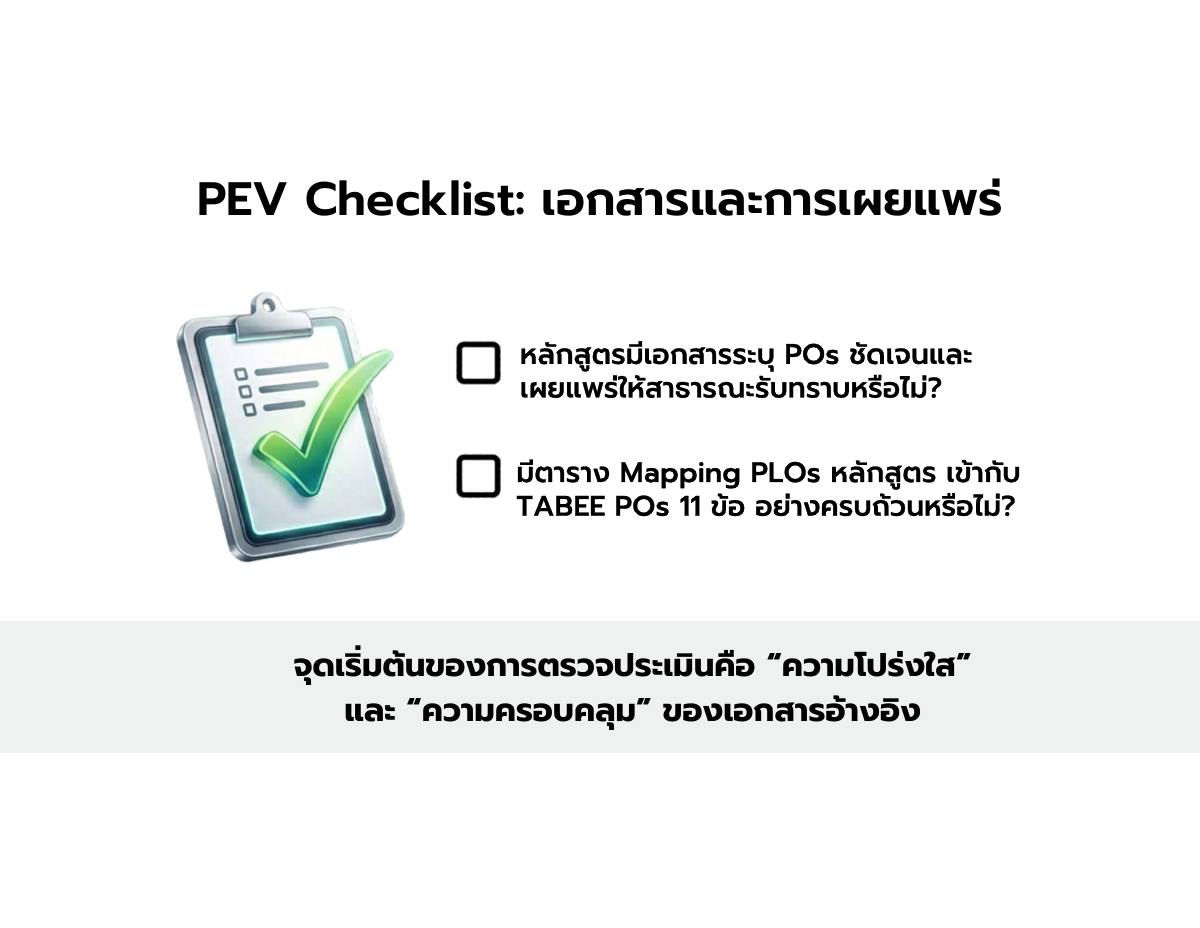 PEV Checklist: เอกสารและการเผยแพร่
หลักสูตรมีเอกสารระบุ POs ชัดเจนและ
เผยแพร่ให้สาธารณะรับทราบหรือไม่?
มีตาราง Mapping PLOs หลักสูตร เข้ากับ
TABEE POs 11 ข้อ อย่างครบถ้วนหรือไม่?
จุดเริ่มต้นของการตรวจประเมินคือ “ความโปร่งใส”
และ “ความครอบคลุม” ของเอกสารอ้างอิง